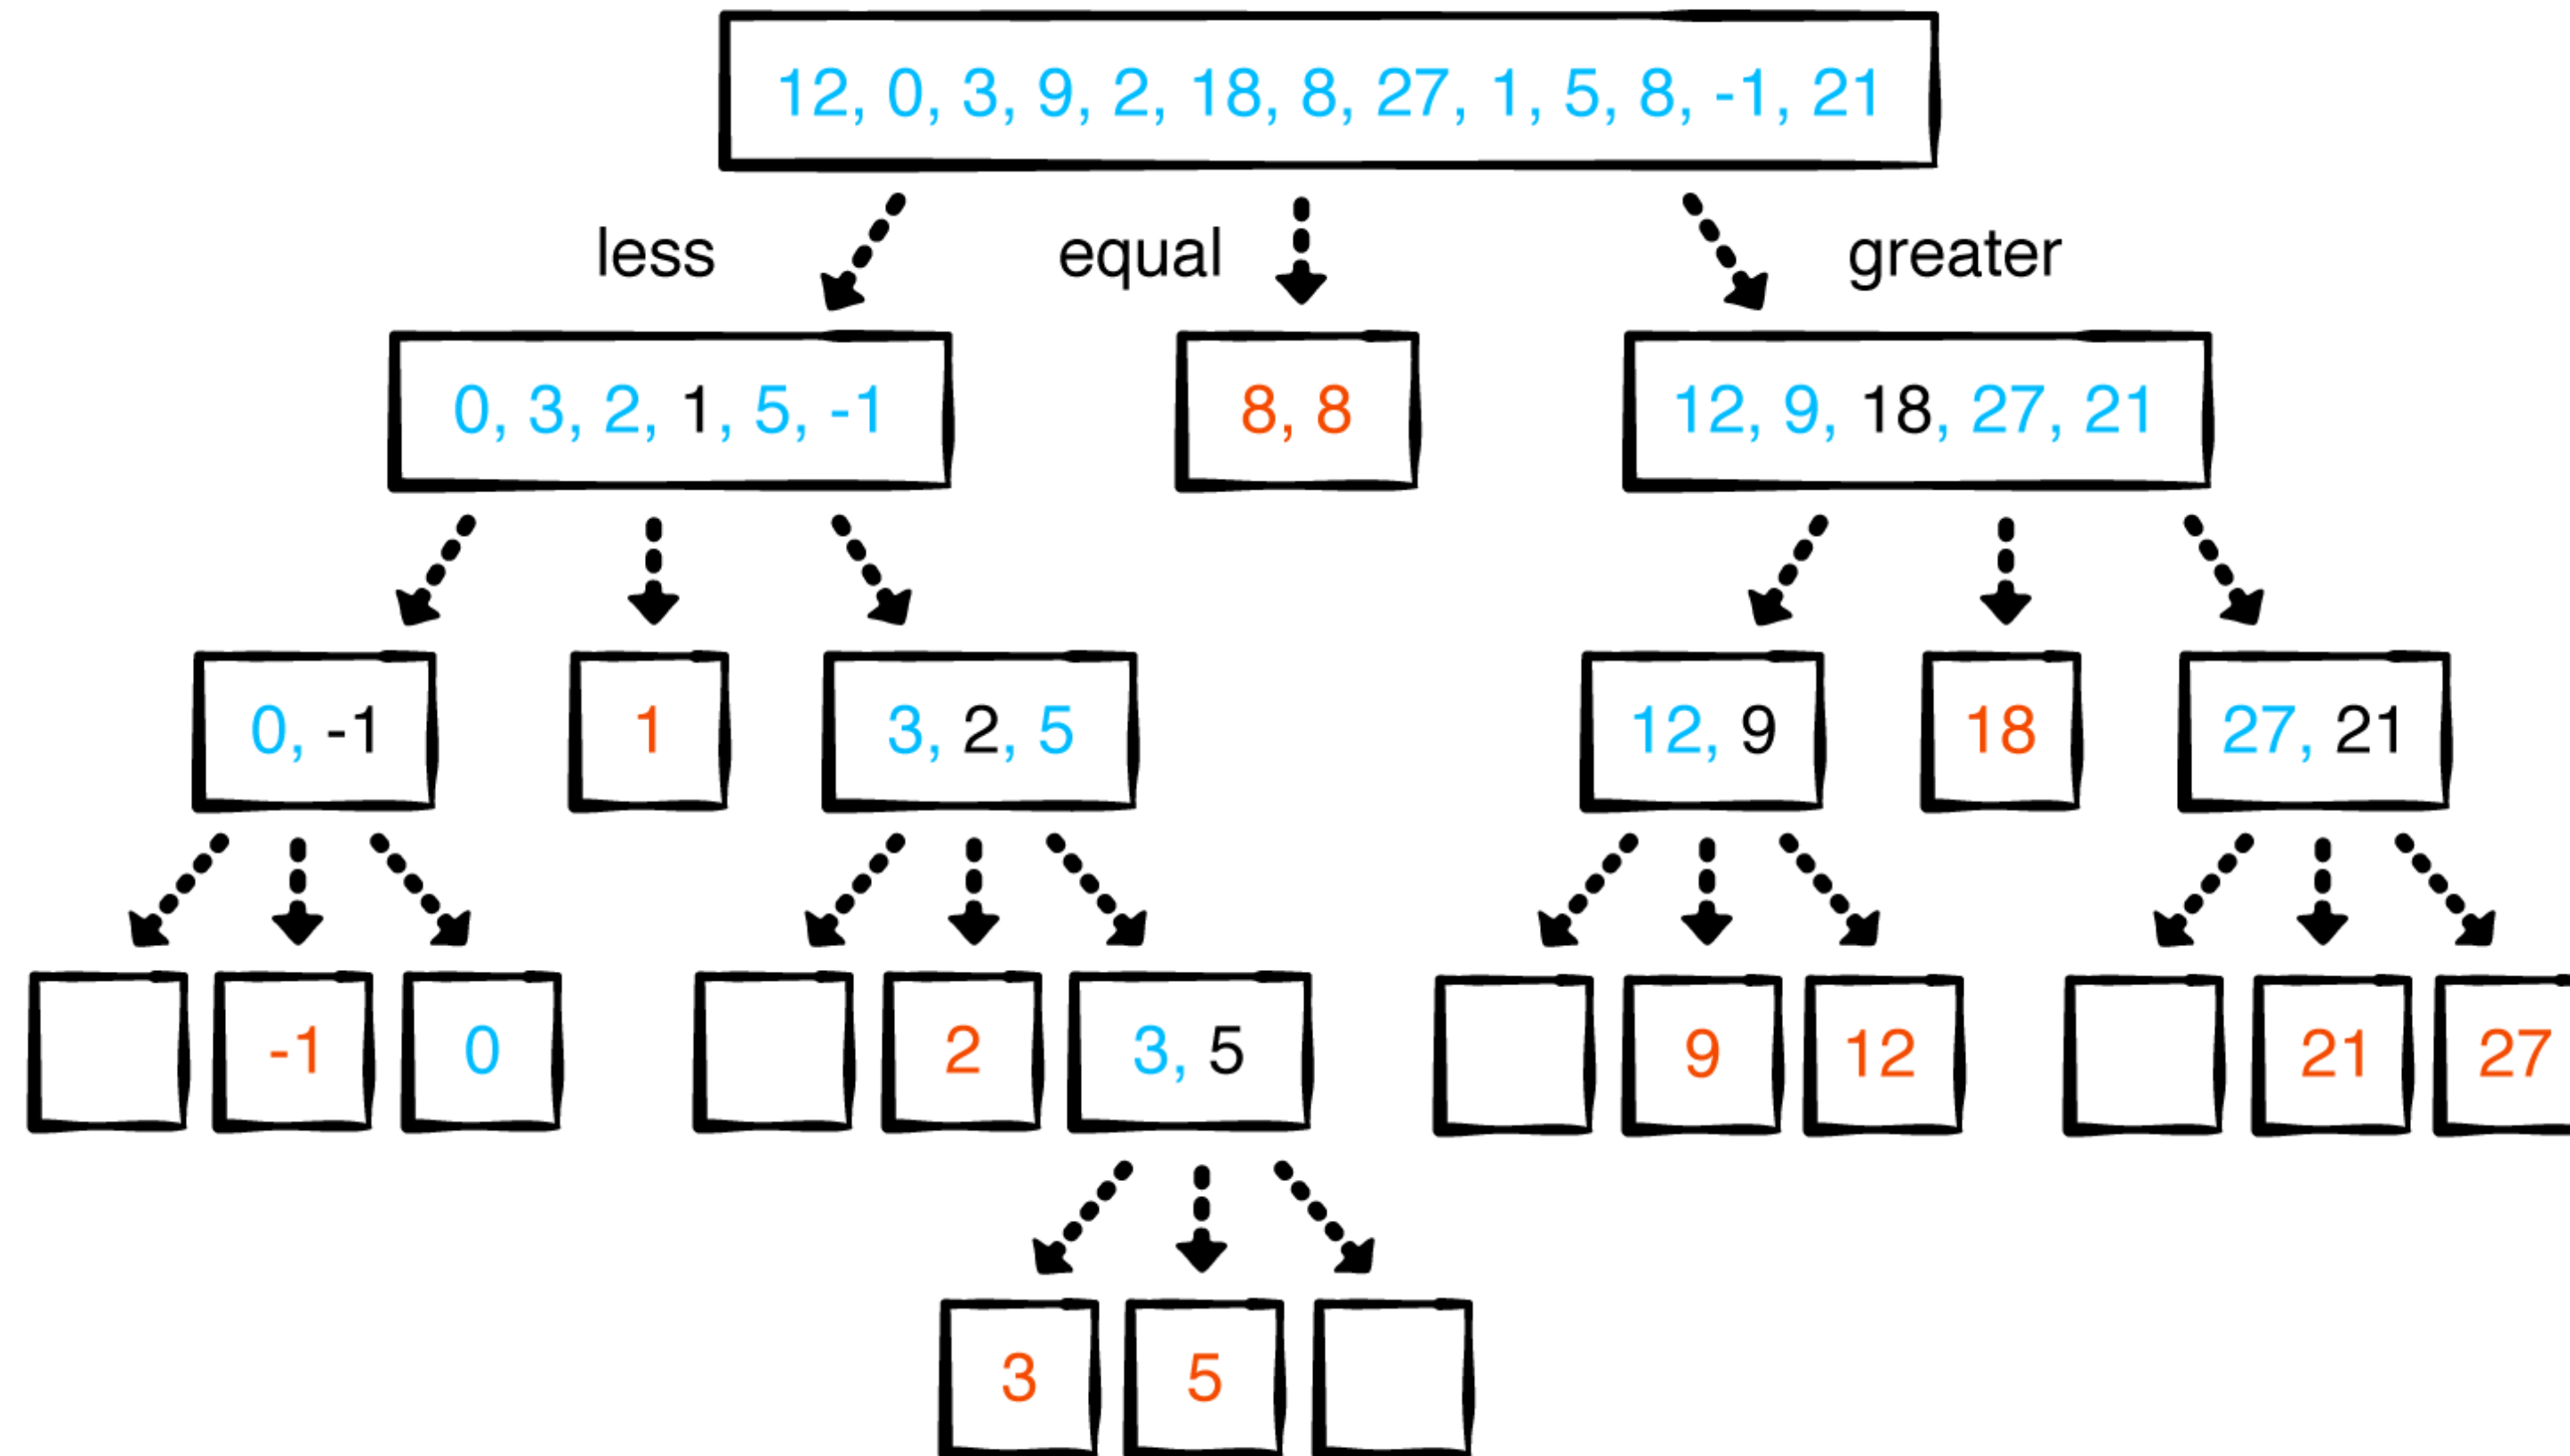 12, 0, 3, 9, 2, 18, 8, 27, 1, 5, 8, -1, 21
less
equal
greater
0, 3, 2, 1, 5, -1
8, 8
12, 9, 18, 27, 21
0, -1
1
3, 2, 5
12, 9
18
27, 21
-1
0
2
3, 5
9
12
21
27
3
5